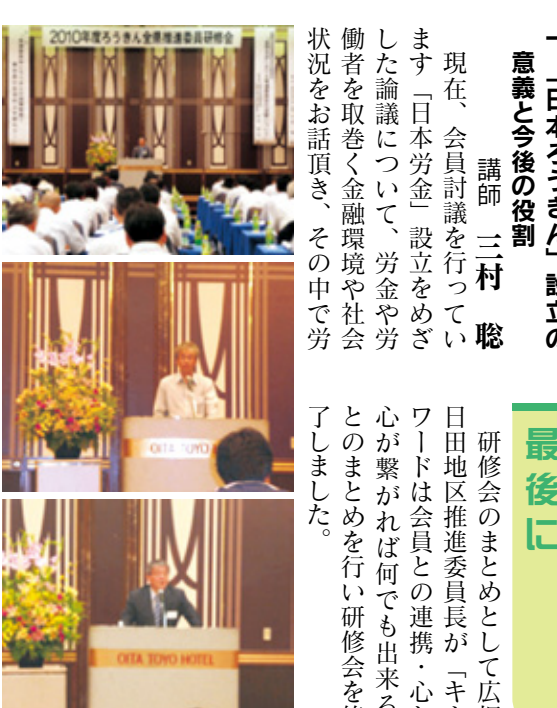 「日本ろうきん」設立の
意義と今後の役割
講師 三村 聡
現在、会員討議を行ってい
ます「日本労金」設立をめざ
した論議について、労金や労
働者を取巻く金融環境や社会
状況をお話頂き、その中で労
2010年度ろうきん全県推進委員研修会
OITA TOYO
OITA TOYO HOTEL
最後に
研修会のまとめとして広
日田地区推進委員長が「キー
ワードは会員との連携・心
心が繋がれば何でも出来る
とのまとめを行い研修会を終
了しました。